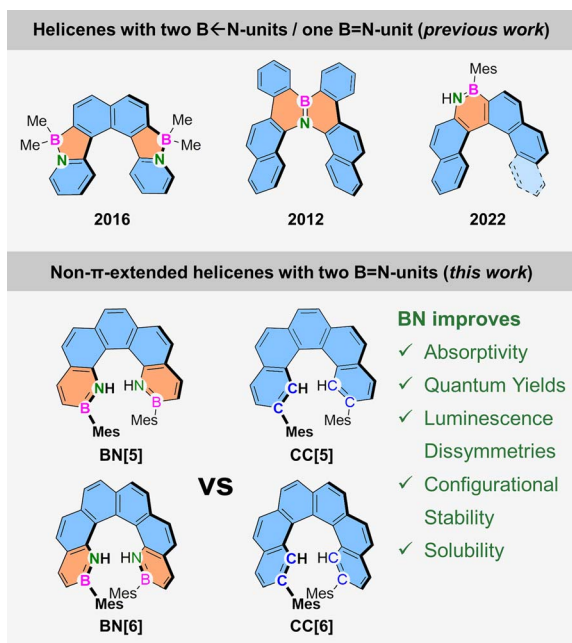 Helicenes with two B←N-units / one B=N-unit (previous work)
Me
Me
B
N
B
N
Me
Me
B
N
Mes
HN
B
2016
2012
2022
Non-π-extended helicenes with two B=N-units (this work)
NH
HN
B
B
Mes
Mes
BN[5]
CH
HC
C
C
Mes
Mes
CC[5]
vs
NH
HN
B
B
Mes
Mes
BN[6]
CH
HC
C
C
Mes
Mes
CC[6]
BN improves
✓ Absorptivity
✓ Quantum Yields
✓ Luminescence
Dissymmetries
✓ Configurational
Stability
✓ Solubility